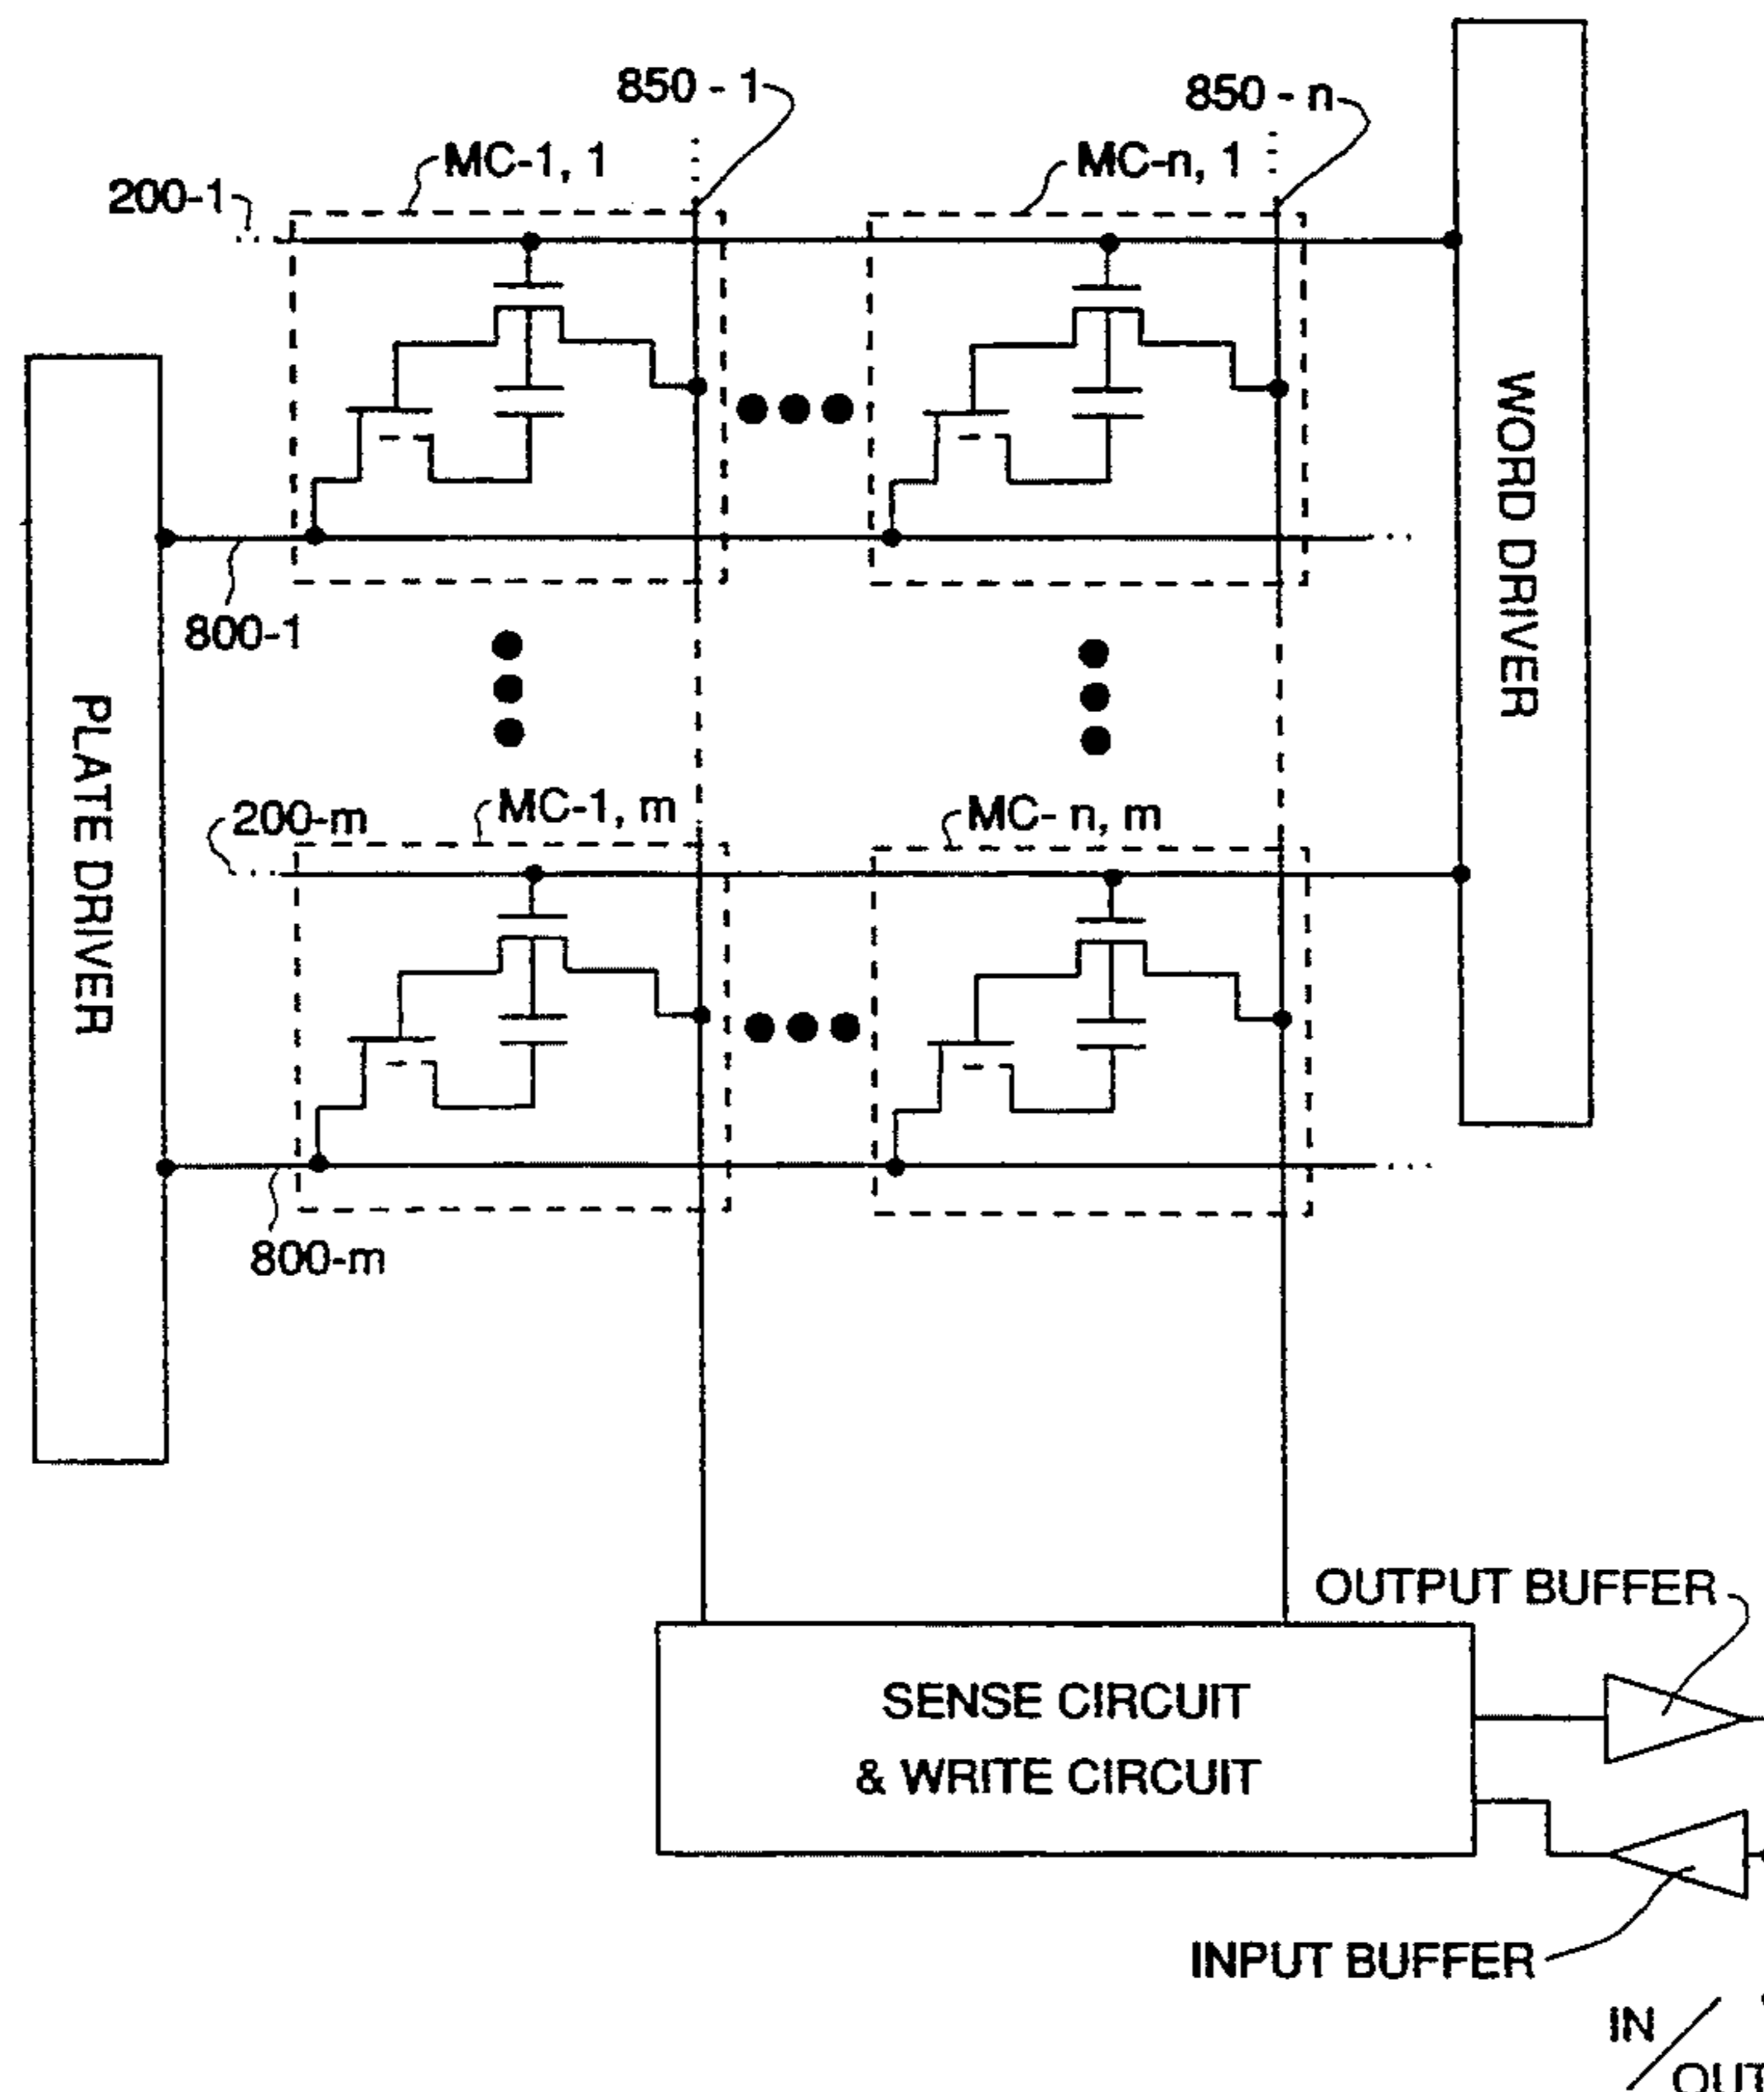 850 - 1
850 - n
MC-1, 1
MC-n, 1
200-1
WORD DRIVER
800-1
PLATE DRIVER
200-m
MC-1, m
MC- n, m
800-m
OUTPUT BUFFER
SENSE CIRCUIT
& WRITE CIRCUIT
INPUT BUFFER
IN
OUT